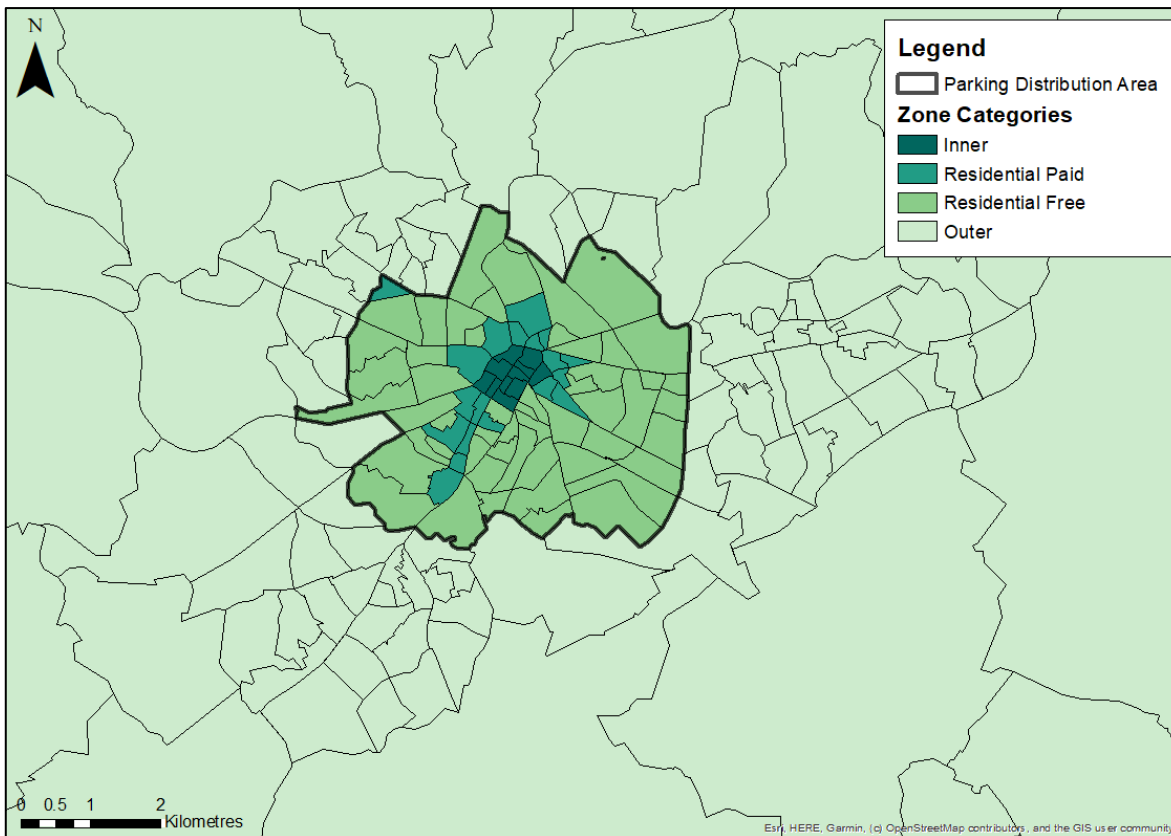 N
Legend
Parking Distribution Area
Zone Categories
Inner
Residential Paid
Residential Free
Outer
0 0.5 1 2
Kilometres
Esri, HERE, Garmin, (c) OpenStreetMap contributors, and the GIS user community